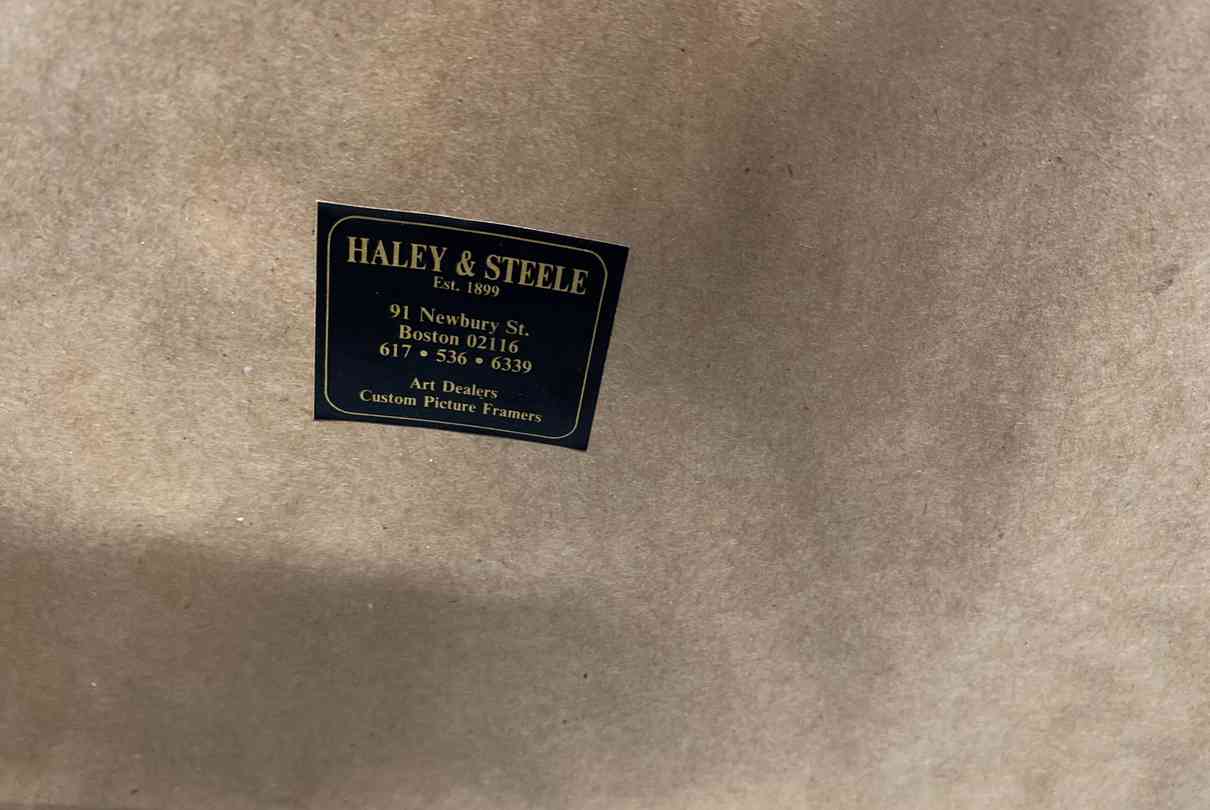 HALEY & STEELE
Est. 1899
91 Newbury St.
Boston 02116
617 • 536 • 6339
Art Dealers
Custom Picture Framers